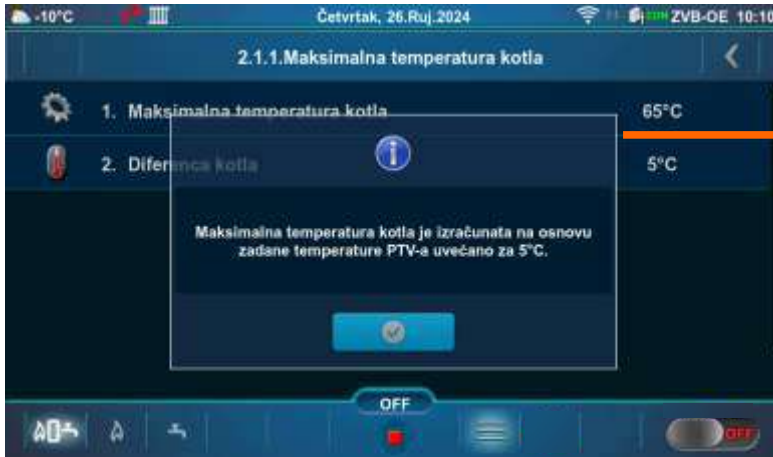 -10°C Četvrtak, 26.Ruj.2024 ZVB-OE 10:10
2.1.1.Maksimalna temperatura kotla
1. Maksimalna temperatura kotla 65°C
2. Diferenca kotla 5°C
Maksimalna temperatura kotla je izračunata na osnovu
zadane temperature PTV-a uvećano za 5°C.
OFF
OFF